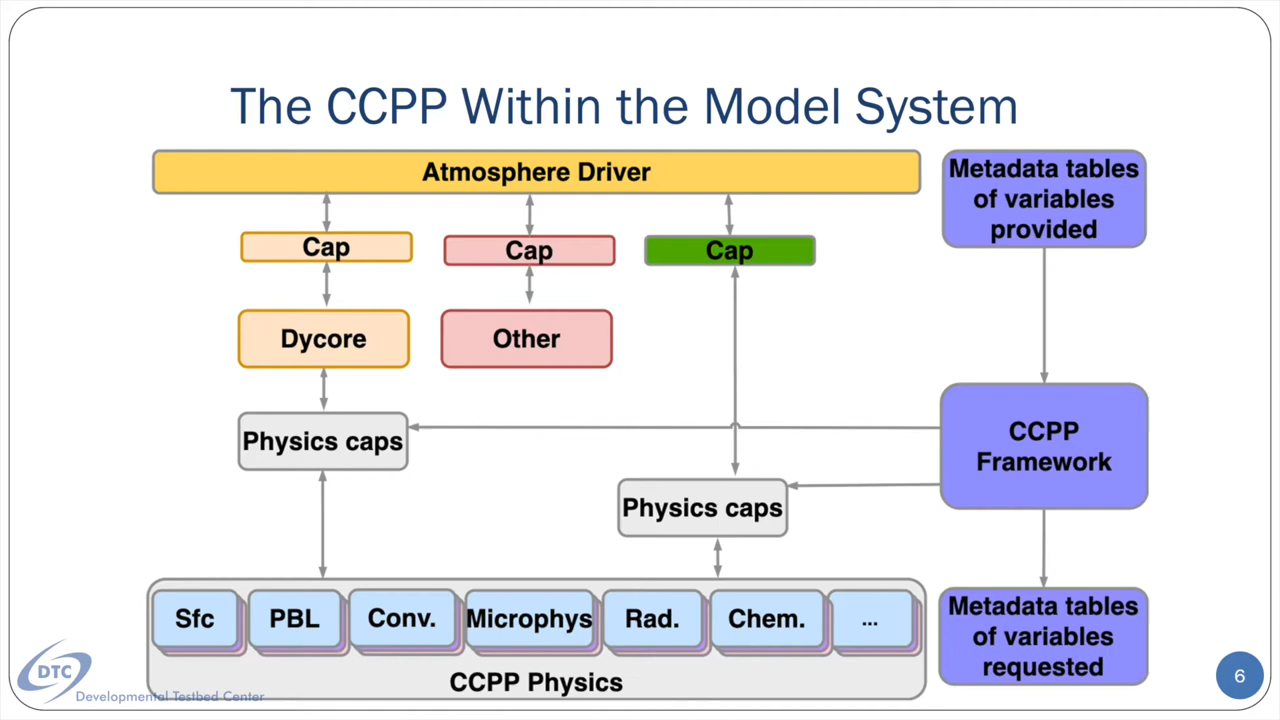 The CCPP Within the Model System
Atmosphere Driver
Metadata tables
of variables
provided
Cap
Cap
Cap
Dycore
Other
Physics caps
CCPP
Framework
Physics caps
Sfc
PBL
Conv.
Microphys
Rad.
Chem.
...
CCPP Physics
Metadata tables
of variables
requested
DTC
Developmental Testbed Center
6